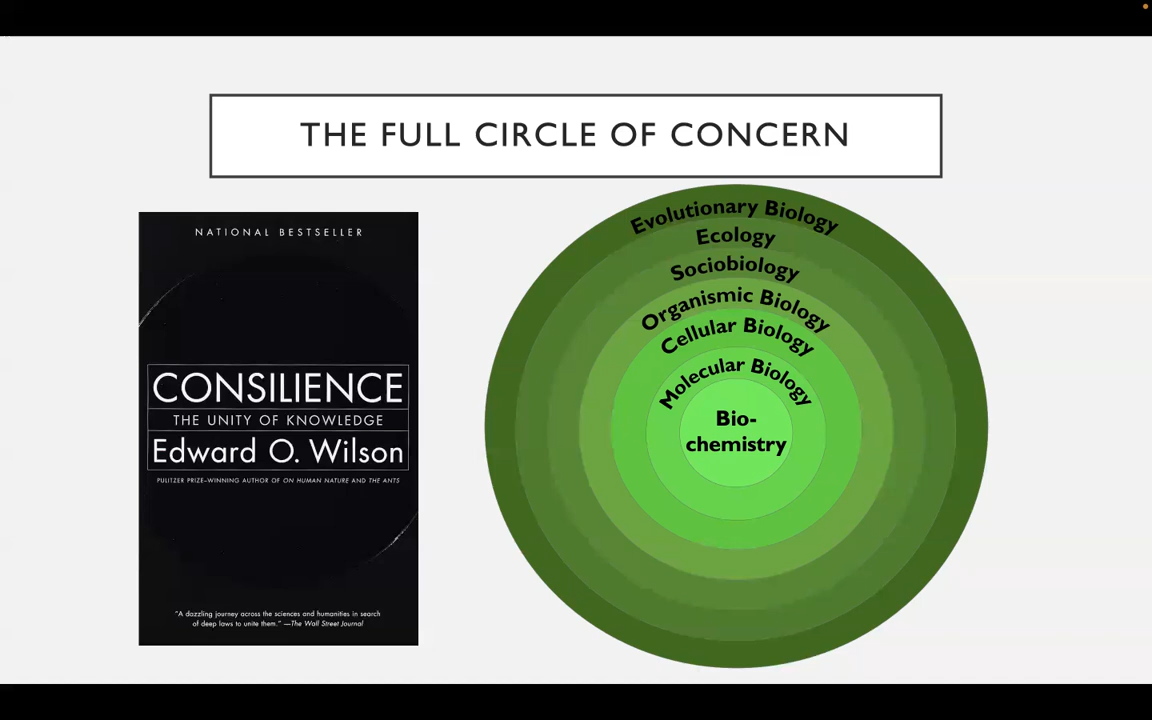 THE FULL CIRCLE OF CONCERN
NATIONAL BESTSELLER
CONSILIENCE
THE UNITY OF KNOWLEDGE
Edward O. Wilson
PULITZER PRIZE–WINNING AUTHOR OF ON HUMAN NATURE AND THE ANTS
"A dazzling journey across the sciences and humanities in search
of deep laws to unite them." —The Wall Street Journal
Evolutionary Biology
Ecology
Sociobiology
Organismic Biology
Cellular Biology
Molecular Biology
Bio-
chemistry